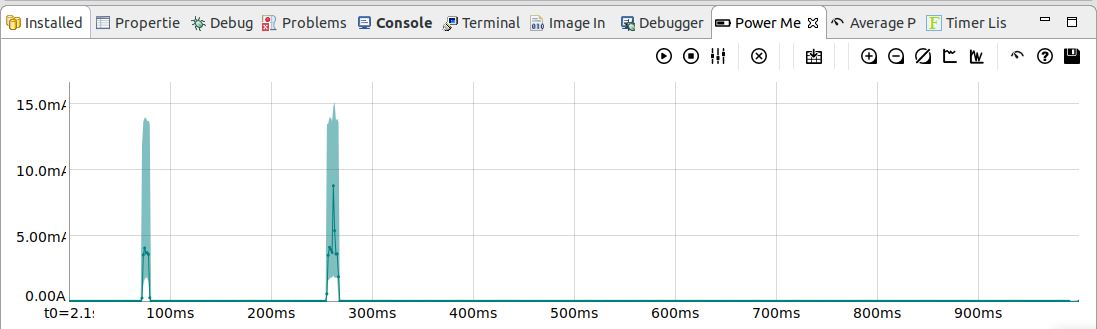 Installed Propertie Debug Problems Console Terminal Image In Debugger Power Me Average P Timer Lis
15.0mA
10.0mA
5.00mA
0.00A
t0=2.1s 100ms 200ms 300ms 400ms 500ms 600ms 700ms 800ms 900ms